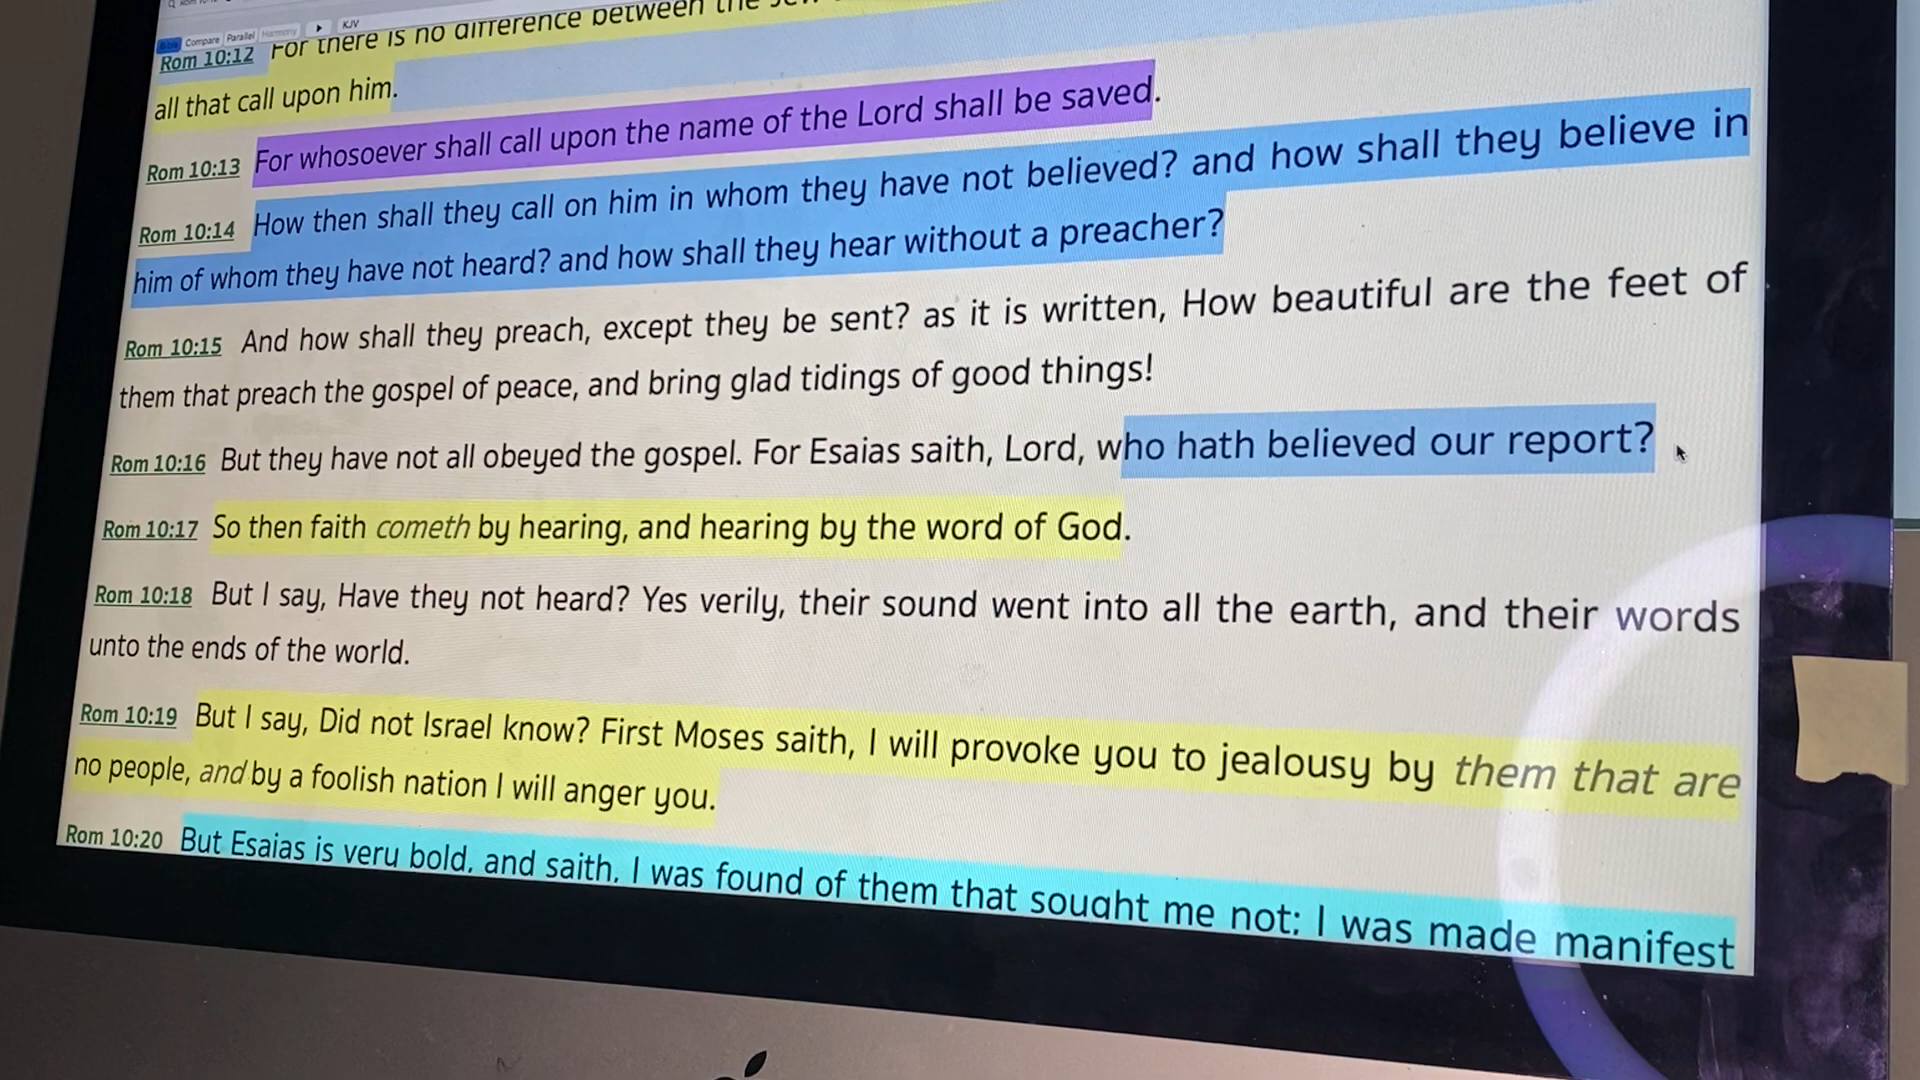 Compare Parallel Harmony KJV
Rom 10:12 For there is no difference between the Jew
all that call upon him.
Rom 10:13 For whosoever shall call upon the name of the Lord shall be saved.
Rom 10:14 How then shall they call on him in whom they have not believed? and how shall they believe in
him of whom they have not heard? and how shall they hear without a preacher?
Rom 10:15 And how shall they preach, except they be sent? as it is written, How beautiful are the feet of
them that preach the gospel of peace, and bring glad tidings of good things!
Rom 10:16 But they have not all obeyed the gospel. For Esaias saith, Lord, who hath believed our report?
Rom 10:17 So then faith cometh by hearing, and hearing by the word of God.
Rom 10:18 But I say, Have they not heard? Yes verily, their sound went into all the earth, and their words
unto the ends of the world.
Rom 10:19 But I say, Did not Israel know? First Moses saith, I will provoke you to jealousy by them that are
no people, and by a foolish nation I will anger you.
Rom 10:20 But Esaias is very bold, and saith, I was found of them that sought me not; I was made manifest